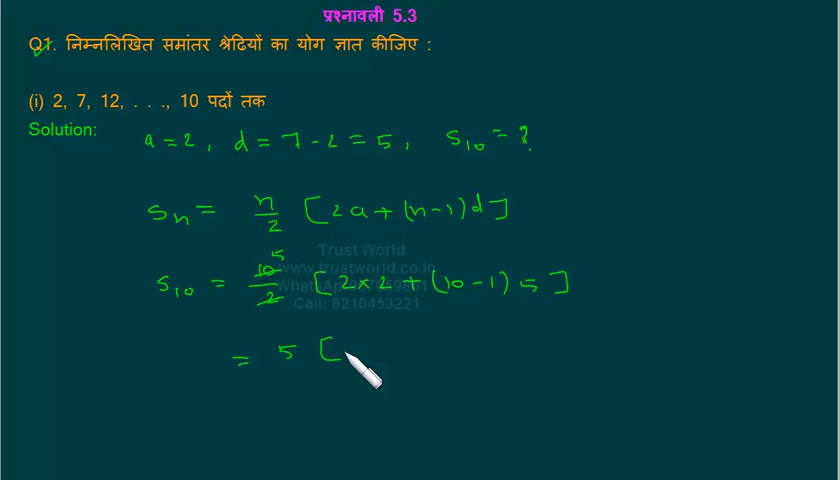 प्रश्नावली 5.3
Q1. निम्नलिखित समांतर श्रेढियों का योग ज्ञात कीजिए :
(i) 2, 7, 12, . . ., 10 पदों तक
Solution:
a = 2, d = 7 - 2 = 5, S₁₀ = ?
Sₙ = n/2 [2a + (n-1)d]
Trust World
www.trustworld.co.in
Call: 8210453221
S₁₀ = 10/2 5 [2 × 2 + (10 - 1) 5]
= 5 [